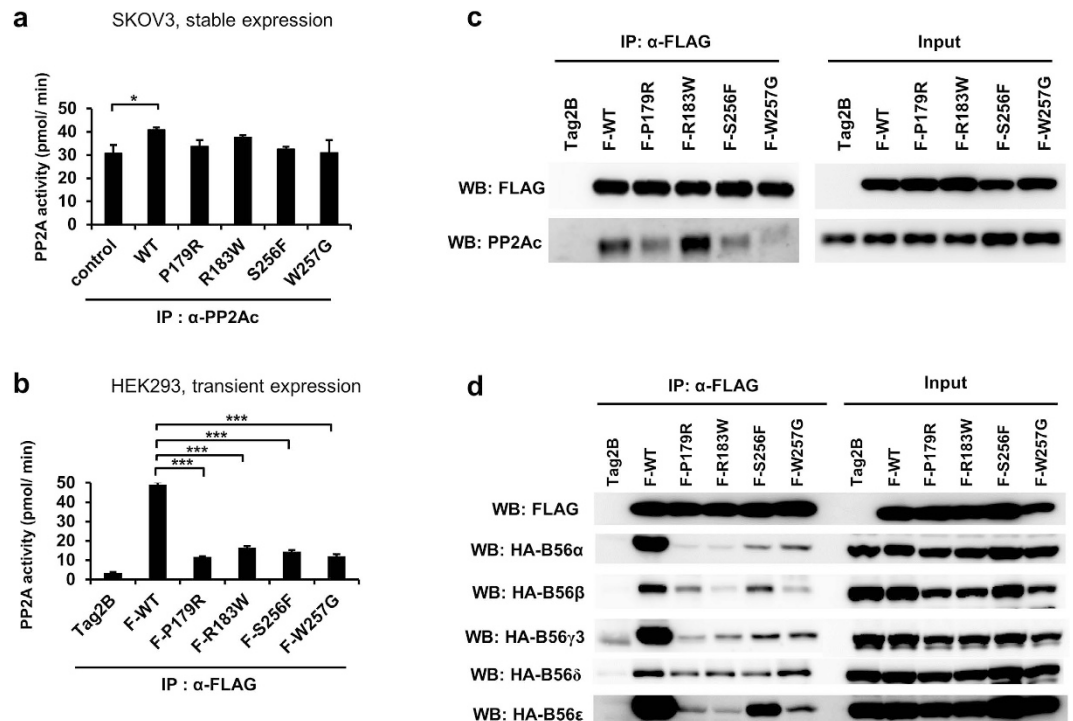 a
SKOV3, stable expression
*
PP2A activity (pmol/ min)
50
40
30
20
10
0
control
WT
P179R
R183W
S256F
W257G
IP : α-PP2Ac
b
HEK293, transient expression
***
***
***
***
PP2A activity (pmol/ min)
50
40
30
20
10
0
Tag2B
F-WT
F-P179R
F-R183W
F-S256F
F-W257G
IP : α-FLAG
c
IP: α-FLAG
Input
Tag2B
F-WT
F-P179R
F-R183W
F-S256F
F-W257G
Tag2B
F-WT
F-P179R
F-R183W
F-S256F
F-W257G
WB: FLAG
WB: PP2Ac
d
IP: α-FLAG
Input
Tag2B
F-WT
F-P179R
F-R183W
F-S256F
F-W257G
Tag2B
F-WT
F-P179R
F-R183W
F-S256F
F-W257G
WB: FLAG
WB: HA-B56α
WB: HA-B56β
WB: HA-B56γ3
WB: HA-B56δ
WB: HA-B56ε